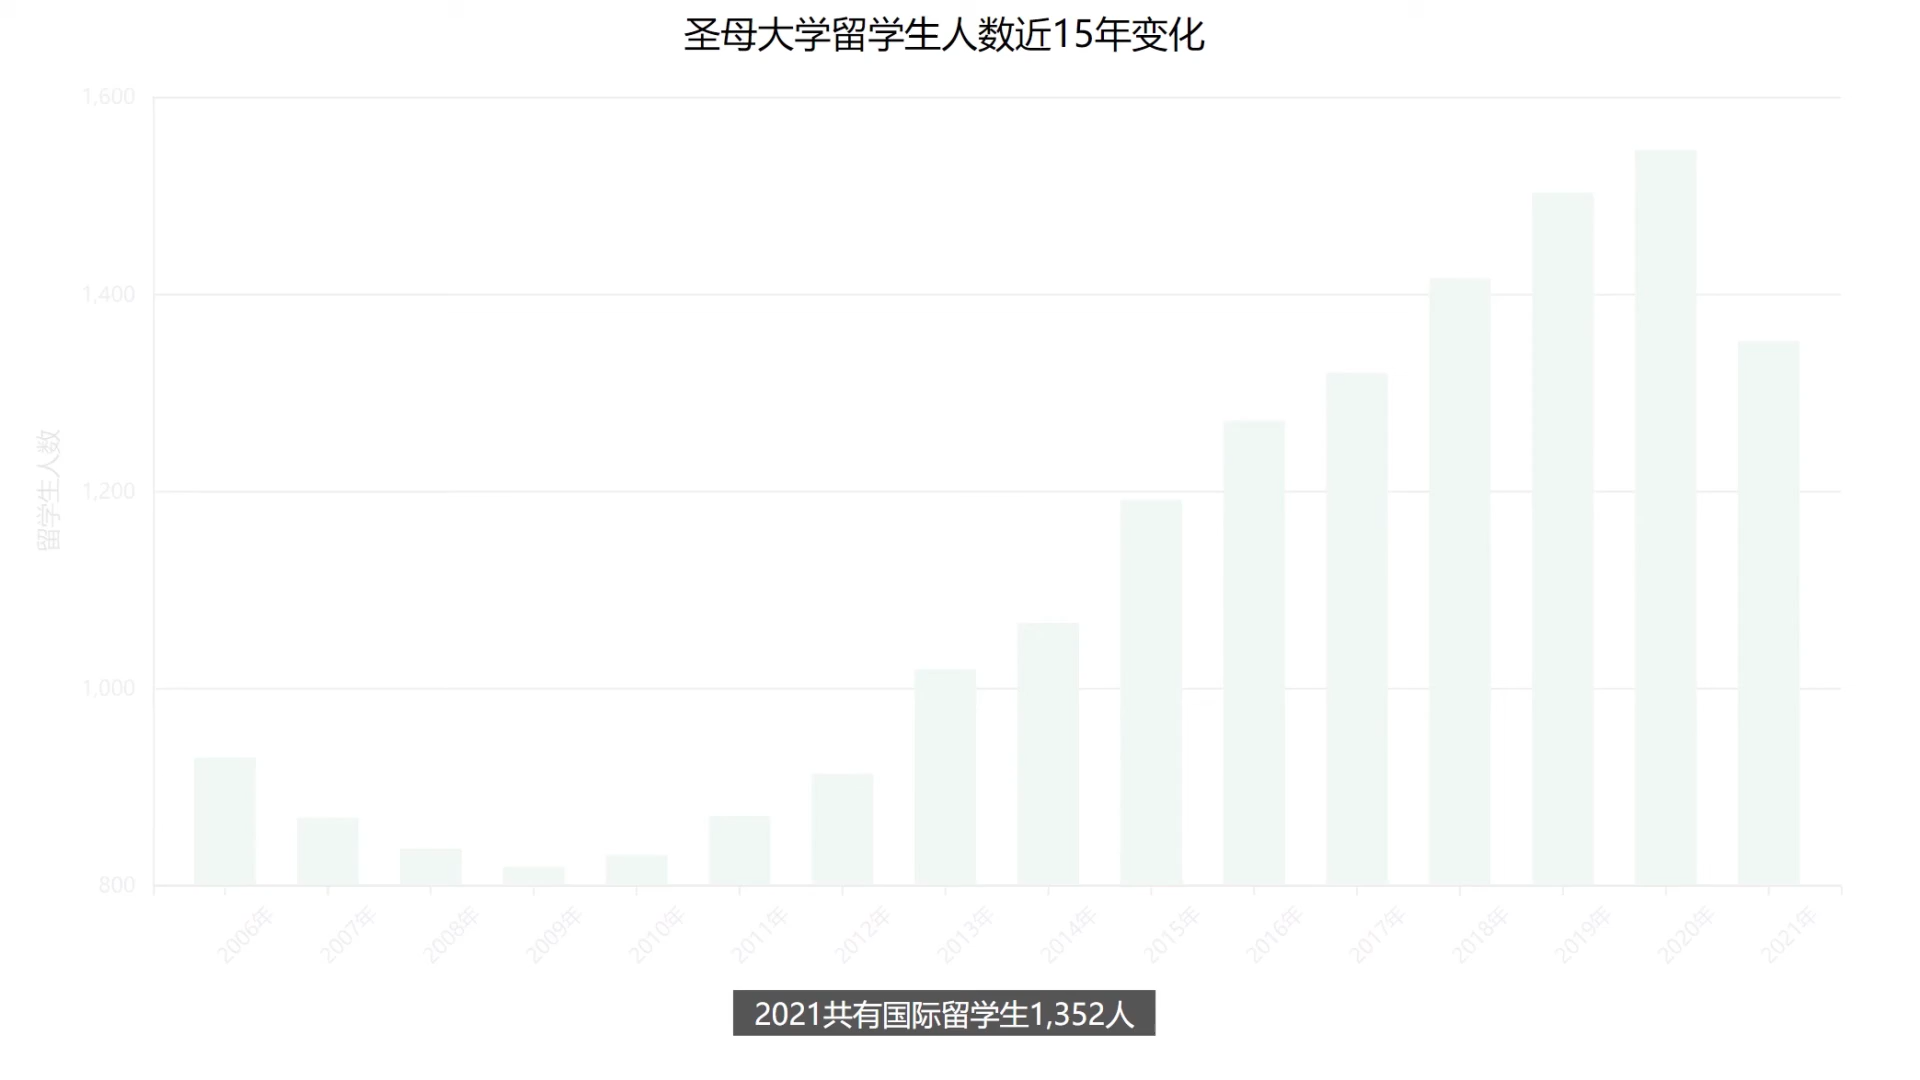 圣母大学留学生人数近15年变化
1,600
1,400
1,200
1,000
800
留学生人数
2006年
2007年
2008年
2009年
2010年
2011年
2012年
2013年
2014年
2015年
2016年
2017年
2018年
2019年
2020年
2021年
2021共有国际留学生1,352人